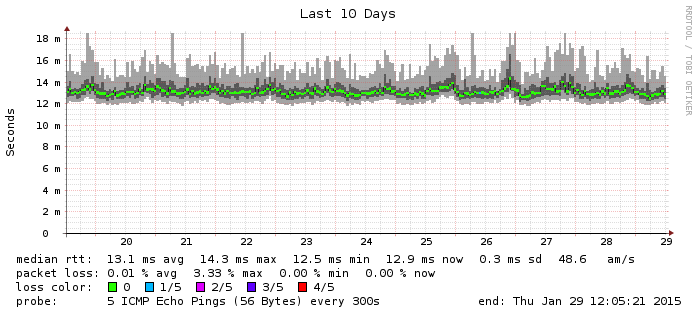 Last 10 Days
RRDTOOL / TOBI OETIKER
Seconds
18 m
16 m
14 m
12 m
10 m
8 m
6 m
4 m
2 m
0
20 21 22 23 24 25 26 27 28 29
median rtt: 13.1 ms avg 14.3 ms max 12.5 ms min 12.9 ms now 0.3 ms sd 48.6 am/s
packet loss: 0.01 % avg 3.33 % max 0.00 % min 0.00 % now
loss color: 0 1/5 2/5 3/5 4/5
probe: 5 ICMP Echo Pings (56 Bytes) every 300s end: Thu Jan 29 12:05:21 2015